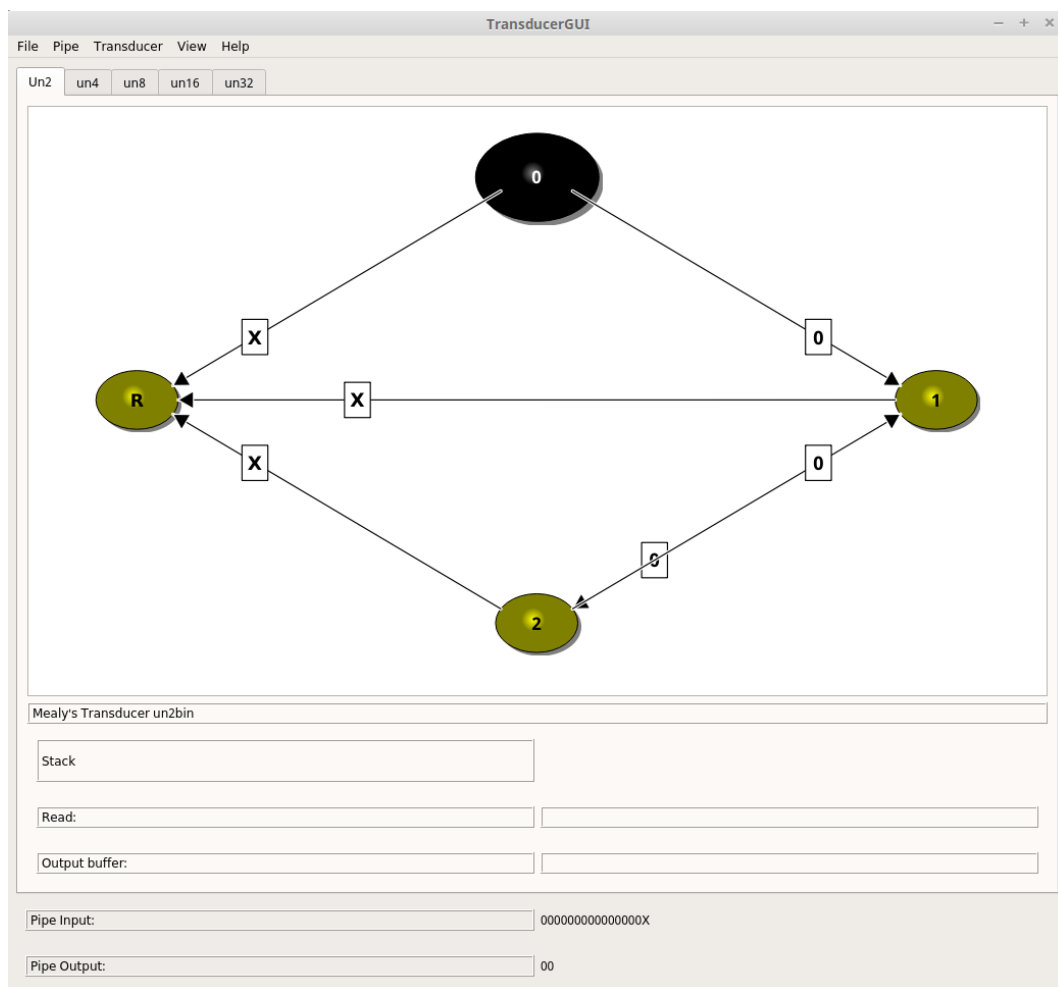 TransducerGUI
File Pipe Transducer View Help
Un2 un4 un8 un16 un32
0
X 0
R X 1
X 0
0
2
Mealy's Transducer un2bin
Stack
Read:
Output buffer:
Pipe Input: 000000000000000X
Pipe Output: 00